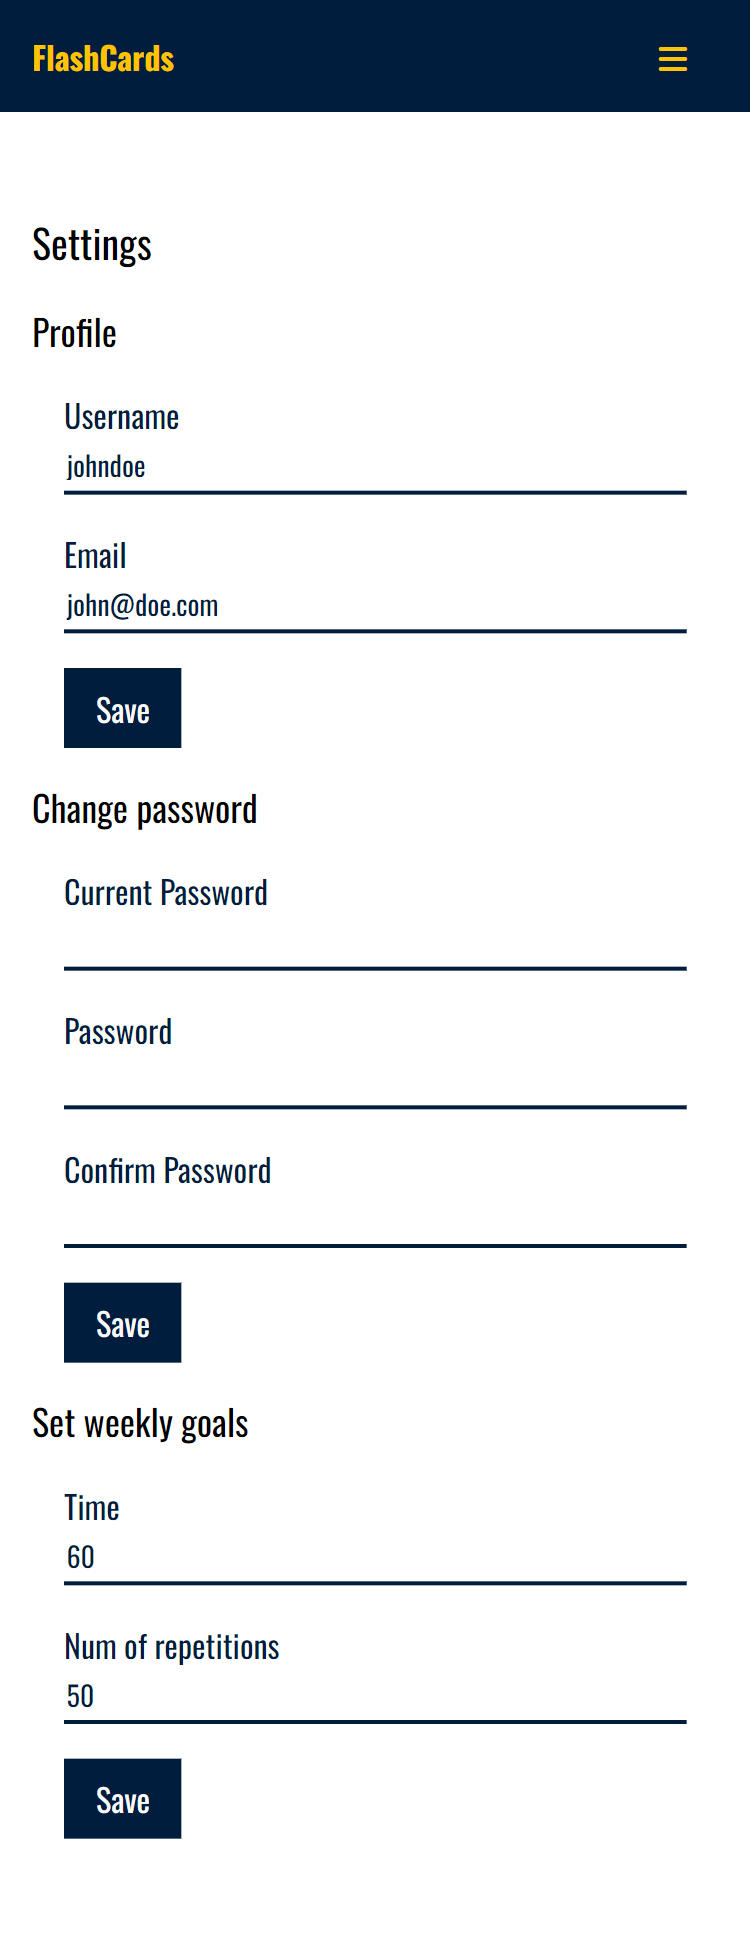 FlashCards
Settings
Profile
Username
johndoe
Email
john@doe.com
Save
Change password
Current Password
Password
Confirm Password
Save
Set weekly goals
Time
60
Num of repetitions
50
Save